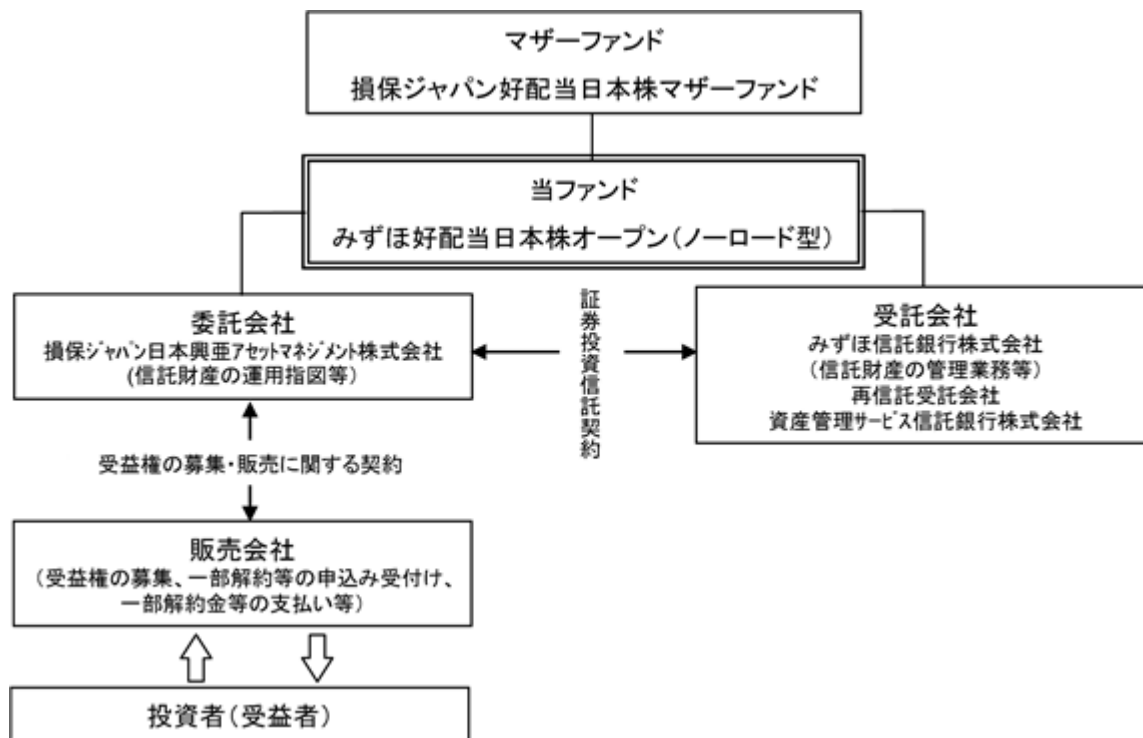 マザーファンド
損保ジャパン好配当日本株マザーファンド
当ファンド
みずほ好配当日本株オープン(ノーロード型)
委託会社
損保ｼﾞｬﾊﾟﾝ日本興亜ｱｾｯﾄﾏﾈｼﾞﾒﾝﾄ株式会社
(信託財産の運用指図等)
証券投資信託契約
受託会社
みずほ信託銀行株式会社
(信託財産の管理業務等)
再信託受託会社
資産管理ｻｰﾋﾞｽ信託銀行株式会社
受益権の募集・販売に関する契約
販売会社
(受益権の募集、一部解約等の申込み受付け、
一部解約金等の支払い等)
投資者(受益者)